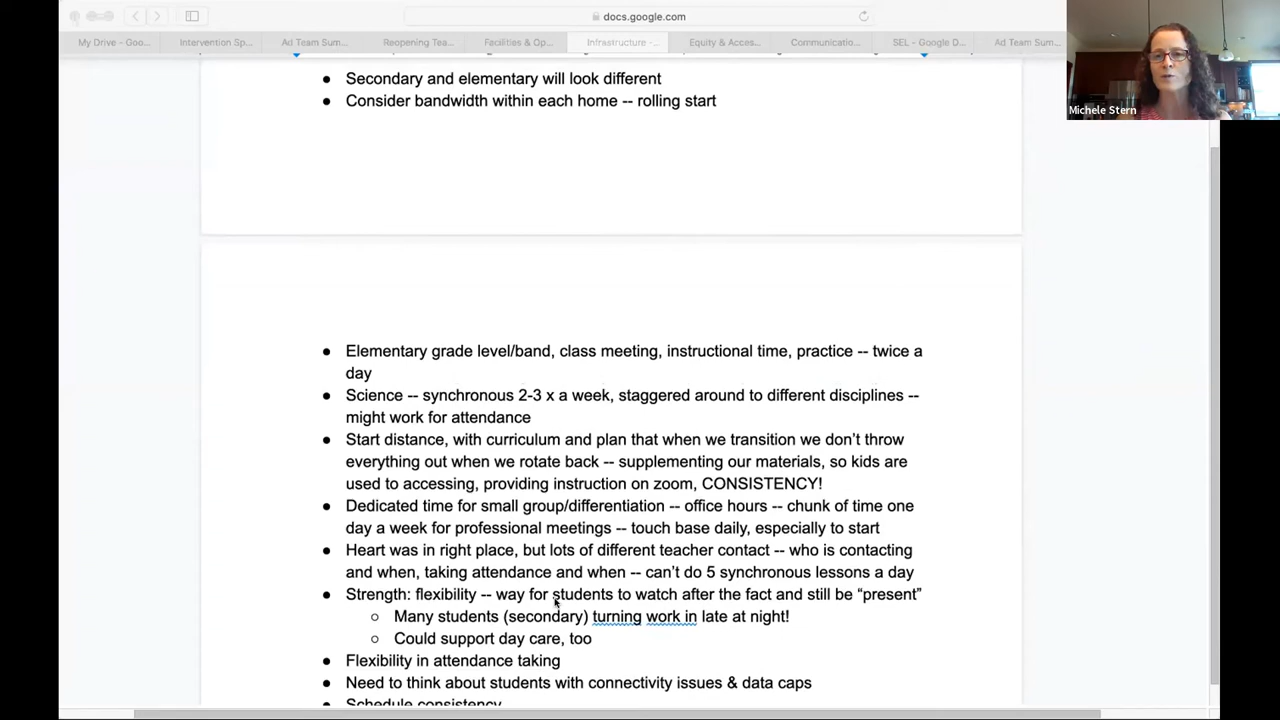 docs.google.com
My Drive - Goo...
Intervention Sp...
Ad Team Sum...
Reopening Tea...
Facilities & Op...
Infrastructure -...
Equity & Acces...
Communicatio...
SEL - Google D...
Ad Team Sum...
Michele Stern
● Secondary and elementary will look different
● Consider bandwidth within each home -- rolling start
● Elementary grade level/band, class meeting, instructional time, practice -- twice a
day
● Science -- synchronous 2-3 x a week, staggered around to different disciplines --
might work for attendance
● Start distance, with curriculum and plan that when we transition we don’t throw
everything out when we rotate back -- supplementing our materials, so kids are
used to accessing, providing instruction on zoom, CONSISTENCY!
● Dedicated time for small group/differentiation -- office hours -- chunk of time one
day a week for professional meetings -- touch base daily, especially to start
● Heart was in right place, but lots of different teacher contact -- who is contacting
and when, taking attendance and when -- can’t do 5 synchronous lessons a day
● Strength: flexibility -- way for students to watch after the fact and still be “present”
○ Many students (secondary) turning work in late at night!
○ Could support day care, too
● Flexibility in attendance taking
● Need to think about students with connectivity issues & data caps
● Schedule consistency